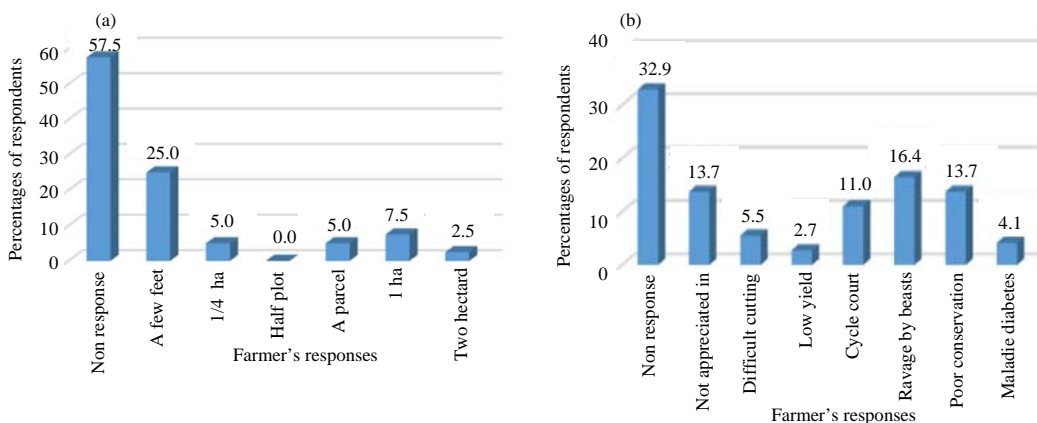 (a)
Percentages of respondents
60
50
40
30
20
10
0
57.5
25.0
5.0
0.0
5.0
7.5
2.5
Non response
A few feet
1/4 ha
Half plot
A parcel
1 ha
Two hectard
Farmer's responses
(b)
Percentages of respondents
40
30
20
10
0
32.9
13.7
5.5
2.7
11.0
16.4
13.7
4.1
Non response
Not appreciated in
Difficult cutting
Low yield
Cycle court
Ravage by beasts
Poor conservation
Maladie diabetes
Farmer's responses